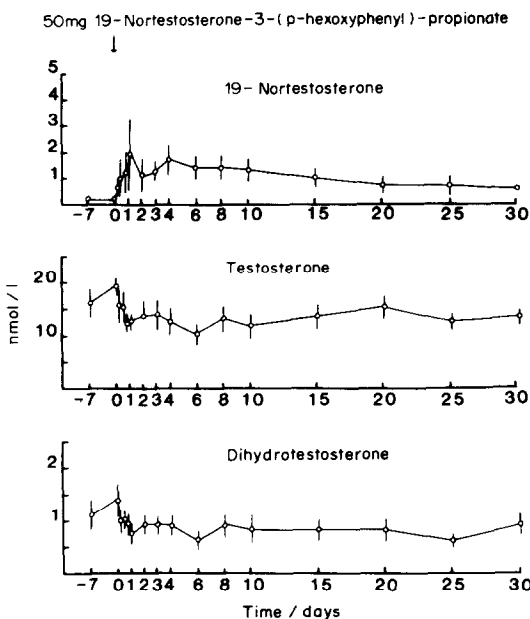 50mg 19-Nortestosterone-3-(p-hexoxyphenyl)-propionate
19-Nortestosterone
5
4
3
2
1
-7 0 1 2 3 4 6 8 10 15 20 25 30
Testosterone
20
10
nmol / l
-7 0 1 2 3 4 6 8 10 15 20 25 30
Dihydrotestosterone
2
1
-7 0 1 2 3 4 6 8 10 15 20 25 30
Time / days